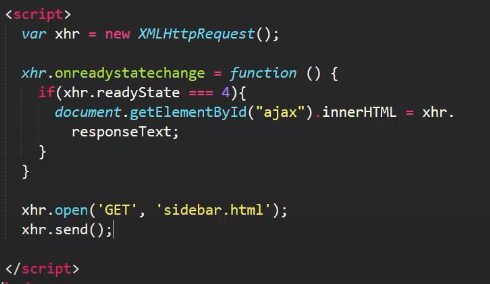 <script>
var xhr = new XMLHttpRequest();
xhr.onreadystatechange = function () {
if(xhr.readyState === 4){
document.getElementById("ajax").innerHTML = xhr.
responseText;
}
}
xhr.open('GET', 'sidebar.html');
xhr.send();
</script>